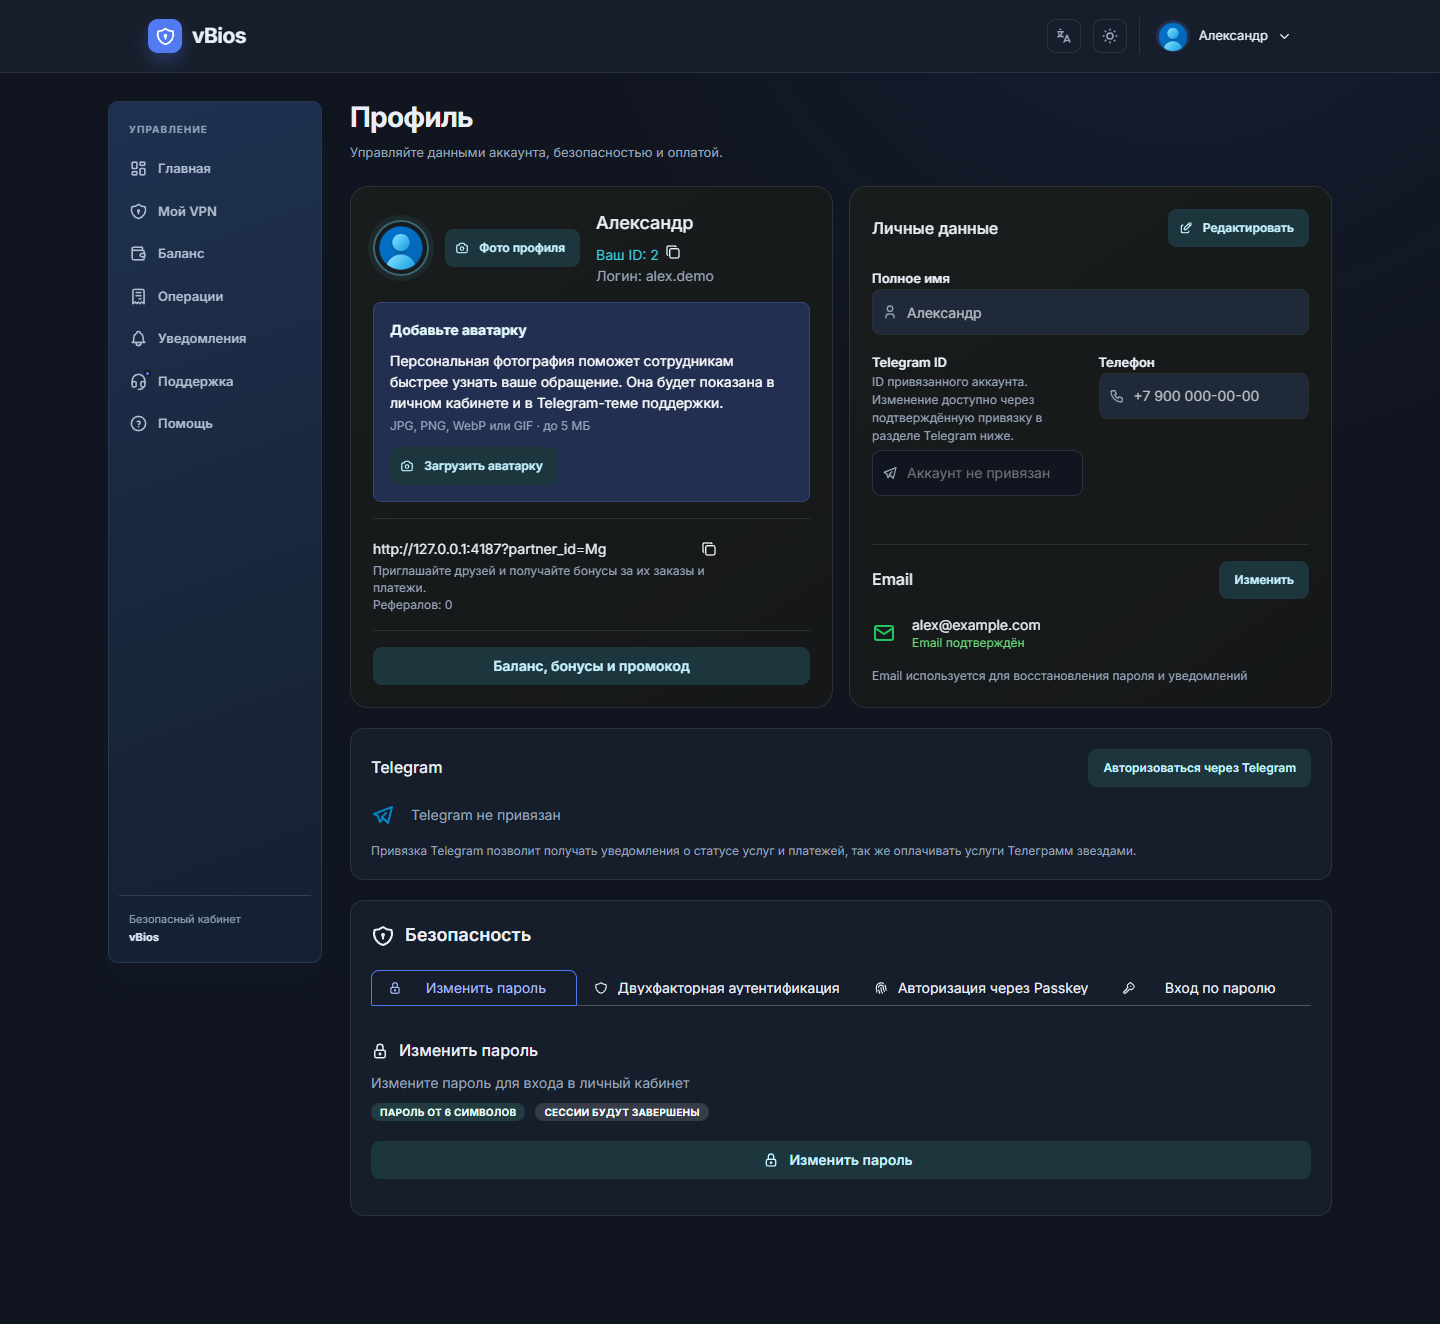 vBios
Александр
УПРАВЛЕНИЕ
Главная
Мой VPN
Баланс
Операции
Уведомления
Поддержка
Помощь
Безопасный кабинет
vBios
Профиль
Управляйте данными аккаунта, безопасностью и оплатой.
Фото профиля
Александр
Ваш ID: 2
Логин: alex.demo
Добавьте аватарку
Персональная фотография поможет сотрудникам
быстрее узнать ваше обращение. Она будет показана в
личном кабинете и в Telegram-теме поддержки.
JPG, PNG, WebP или GIF · до 5 МБ
Загрузить аватарку
http://127.0.0.1:4187?partner_id=Mg
Приглашайте друзей и получайте бонусы за их заказы и
платежи.
Рефералов: 0
Баланс, бонусы и промокод
Личные данные
Редактировать
Полное имя
Александр
Telegram ID
ID привязанного аккаунта.
Изменение доступно через
подтверждённую привязку в
разделе Telegram ниже.
Аккаунт не привязан
Телефон
+7 900 000-00-00
Email
Изменить
alex@example.com
Email подтверждён
Email используется для восстановления пароля и уведомлений
Telegram
Авторизоваться через Telegram
Telegram не привязан
Привязка Telegram позволит получать уведомления о статусе услуг и платежей, так же оплачивать услуги Телеграмм звездами.
Безопасность
Изменить пароль
Двухфакторная аутентификация
Авторизация через Passkey
Вход по паролю
Изменить пароль
Измените пароль для входа в личный кабинет
ПАРОЛЬ ОТ 6 СИМВОЛОВ
СЕССИИ БУДУТ ЗАВЕРШЕНЫ
Изменить пароль